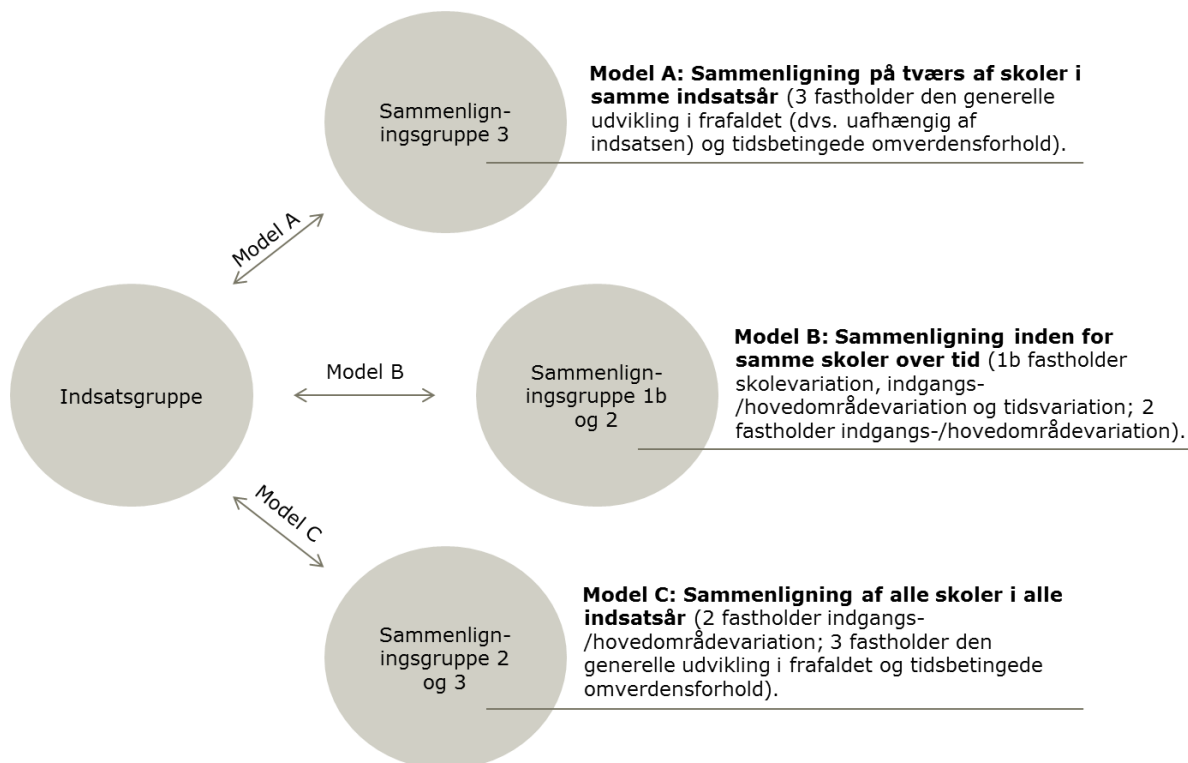 Sammenlign-
ingsgruppe 3
Model A: Sammenligning på tværs af skoler i
samme indsatsår (3 fastholder den generelle
udvikling i frafaldet (dvs. uafhængig af
indsatsen) og tidsbetingede omverdensforhold).
Model A
Indsatsgruppe
Model B
Sammenlign-
ingsgruppe 1b
og 2
Model B: Sammenligning inden for
samme skoler over tid (1b fastholder
skolevariation, indgangs-
/hovedområdevariation og tidsvariation; 2
fastholder indgangs-/hovedområdevariation).
Model C
Sammenlign-
ingsgruppe 2
og 3
Model C: Sammenligning af alle skoler i alle
indsatsår (2 fastholder indgangs-
/hovedområdevariation; 3 fastholder den
generelle udvikling i frafaldet og tidsbetingede
omverdensforhold).